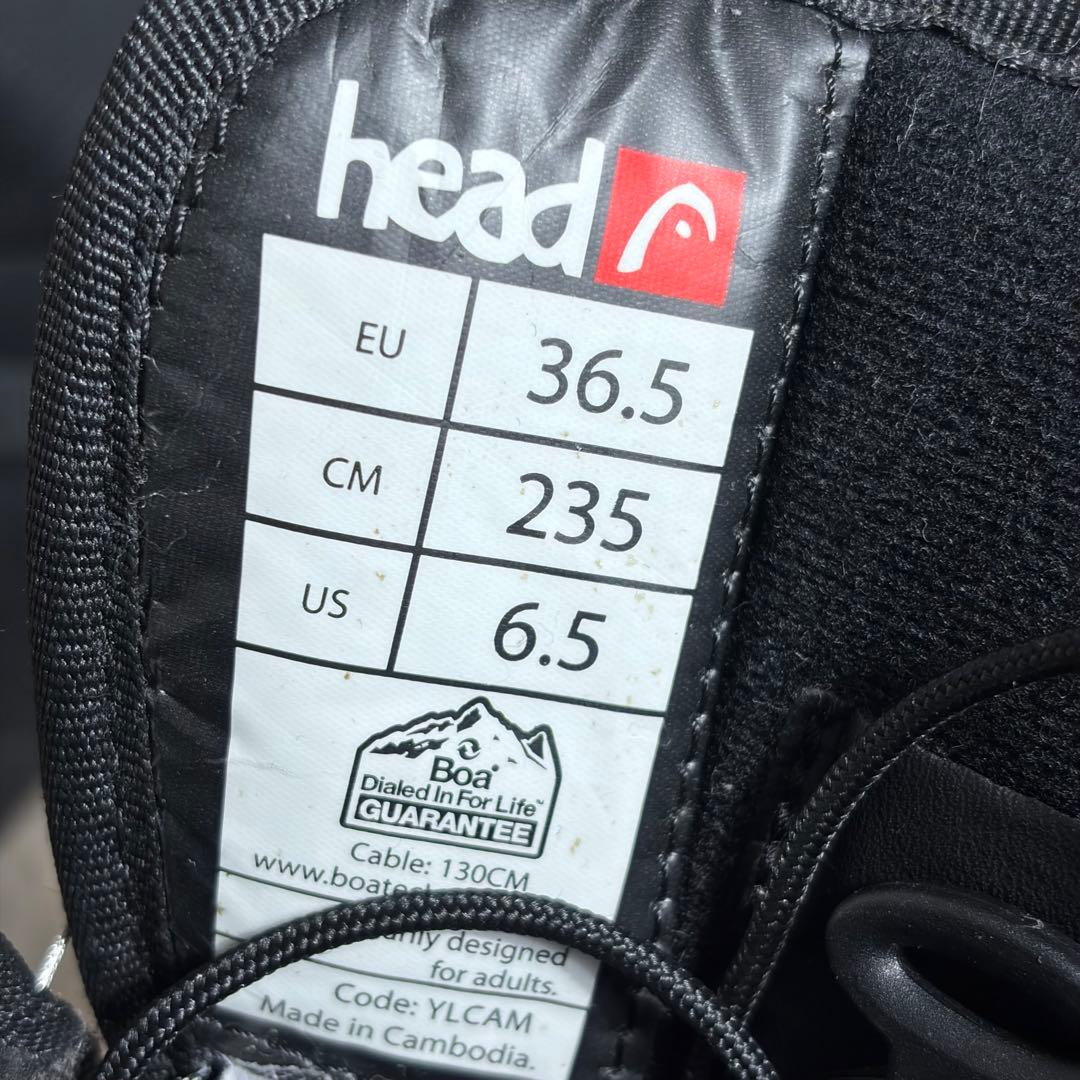 head
EU 36.5
CM 235
US 6.5
Boa
Dialed In For Life™
GUARANTEE
Cable: 130CM
designed
for adults.
Code: YLCAM
Made in Cambodia.